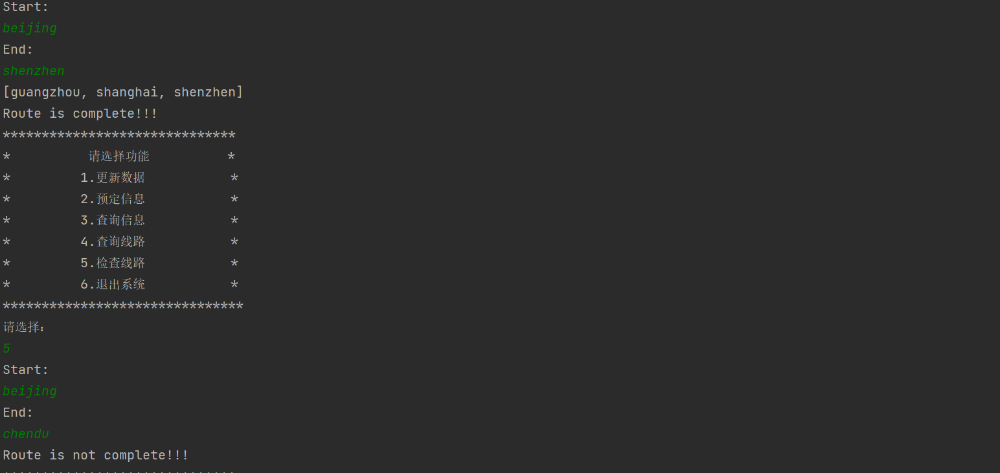 Start:
beijing
End:
shenzhen
[guangzhou, shanghai, shenzhen]
Route is complete!!!
******************************
*          请选择功能          *
*         1.更新数据           *
*         2.预定信息           *
*         3.查询信息           *
*         4.查询线路           *
*         5.检查线路           *
*         6.退出系统           *
*******************************
请选择:
5
Start:
beijing
End:
chendu
Route is not complete!!!